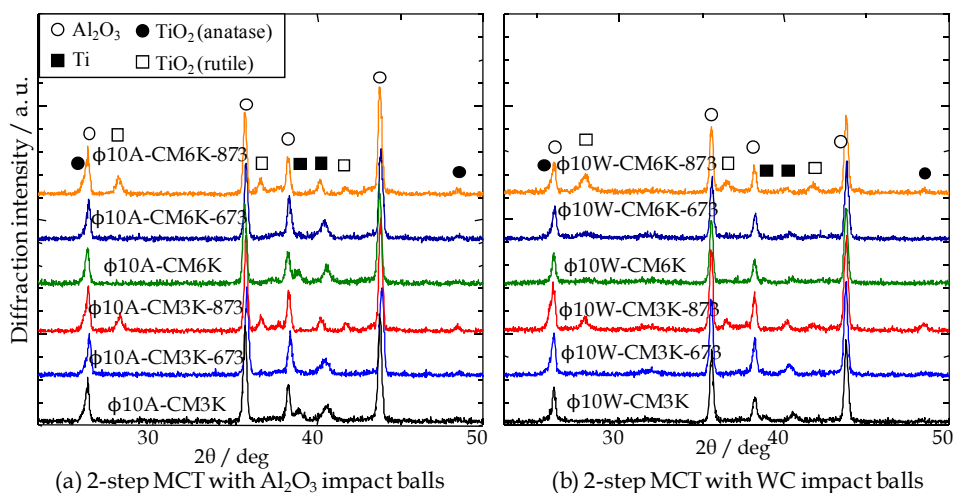 (a)
Al₂O₃
TiO₂ (anatase)
Ti
TiO₂ (rutile)
Diffraction intensity / a. u.
ϕ10A-CM6K-873
ϕ10A-CM6K-673
ϕ10A-CM6K
ϕ10A-CM3K-873
ϕ10A-CM3K-673
ϕ10A-CM3K
30
40
50
2θ / deg
(a) 2-step MCT with Al₂O₃ impact balls
(b)
ϕ10W-CM6K-873
ϕ10W-CM6K-673
ϕ10W-CM6K
ϕ10W-CM3K-873
ϕ10W-CM3K-673
ϕ10W-CM3K
30
40
50
2θ / deg
(b) 2-step MCT with WC impact balls